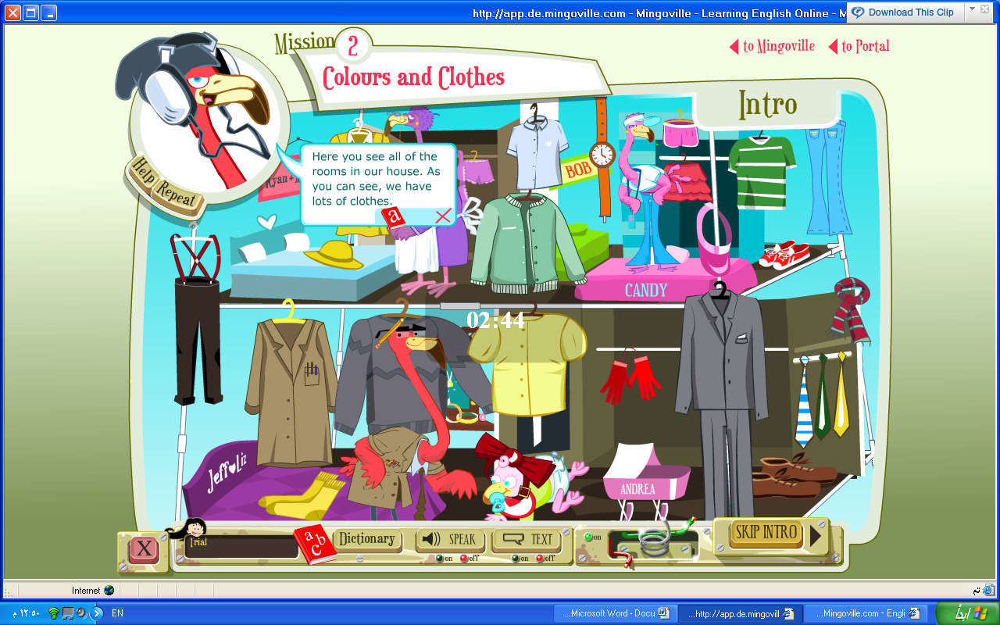 http://app.de.mingoville.com - Mingoville - Learning English Online - M
Download This Clip
Mission 2
Colours and Clothes
to Mingoville
to Portal
Intro
Help
Repeat
Here you see all of the
rooms in our house. As
you can see, we have
lots of clothes.
a
Ryan +
BOB
CANDY
02:44
Jeff
Liz
ANDREA
X
Trial
a b c
Dictionary
SPEAK
on
off
TEXT
on
off
on
SKIP INTRO
Internet
تم
١٢:٥٠ م
EN
...Microsoft Word - Docu
...http://app.de.mingovill
...Mingoville.com - Engli
ابدأ